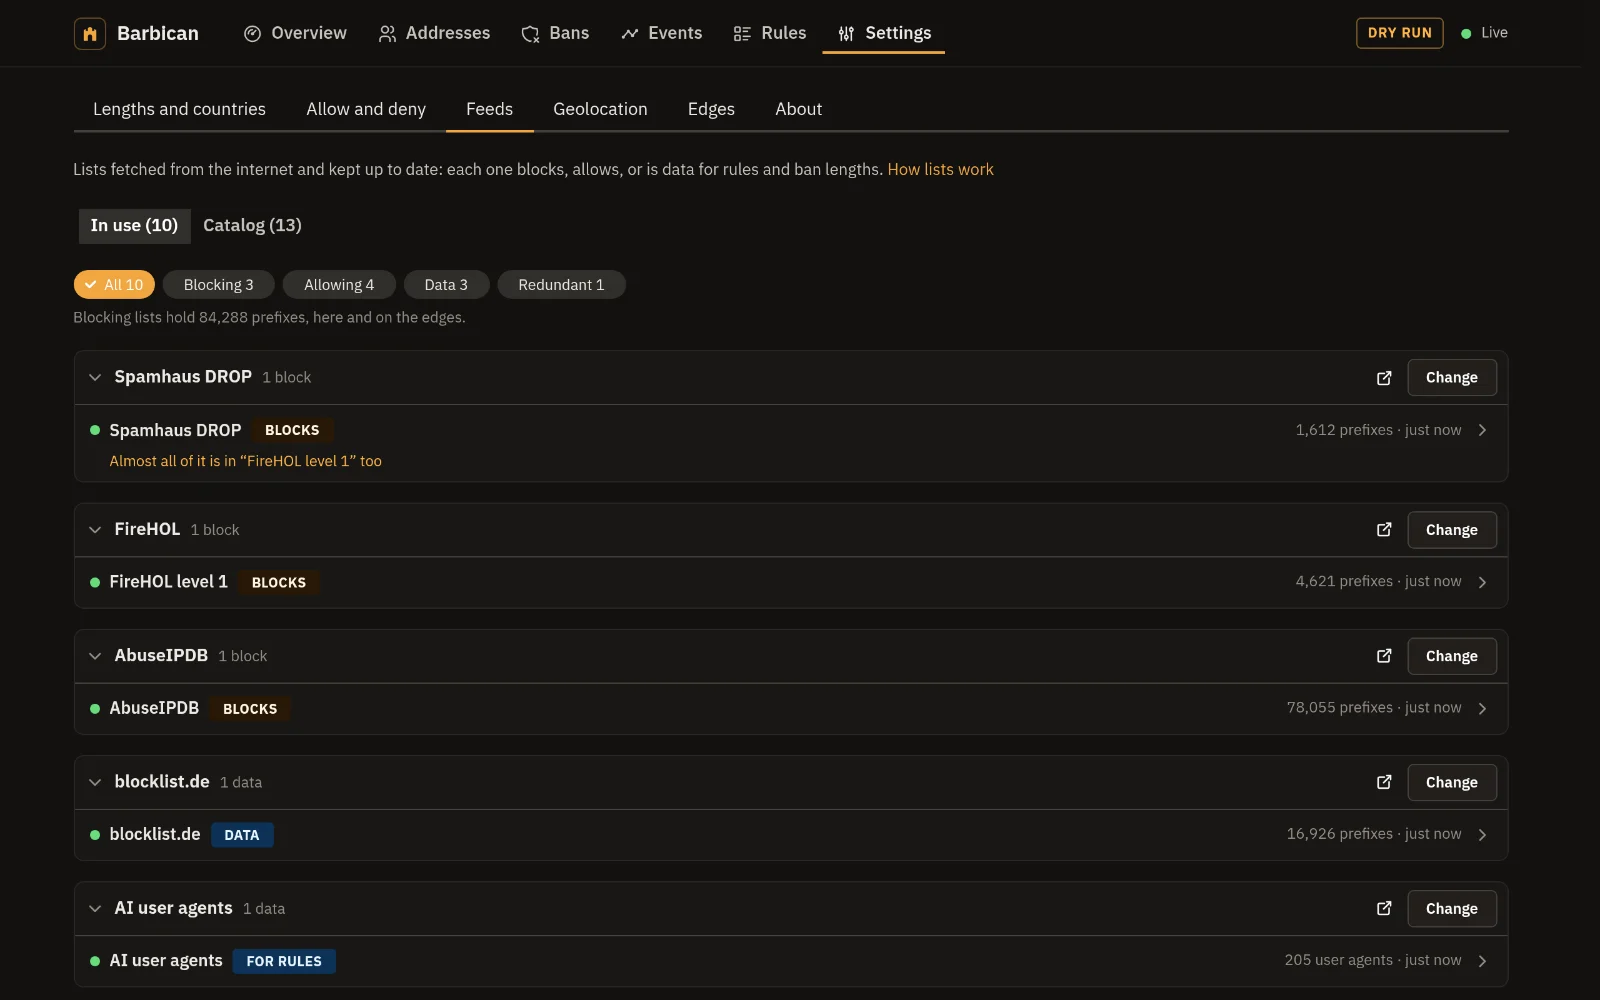 Barbican
Overview
Addresses
Bans
Events
Rules
Settings
DRY RUN
Live
Lengths and countries
Allow and deny
Feeds
Geolocation
Edges
About
Lists fetched from the internet and kept up to date: each one blocks, allows, or is data for rules and ban lengths. How lists work
In use (10)
Catalog (13)
All 10
Blocking 3
Allowing 4
Data 3
Redundant 1
Blocking lists hold 84,288 prefixes, here and on the edges.
Spamhaus DROP 1 block
Change
Spamhaus DROP BLOCKS
1,612 prefixes · just now
Almost all of it is in “FireHOL level 1” too
FireHOL 1 block
Change
FireHOL level 1 BLOCKS
4,621 prefixes · just now
AbuseIPDB 1 block
Change
AbuseIPDB BLOCKS
78,055 prefixes · just now
blocklist.de 1 data
Change
blocklist.de DATA
16,926 prefixes · just now
AI user agents 1 data
Change
AI user agents FOR RULES
205 user agents · just now